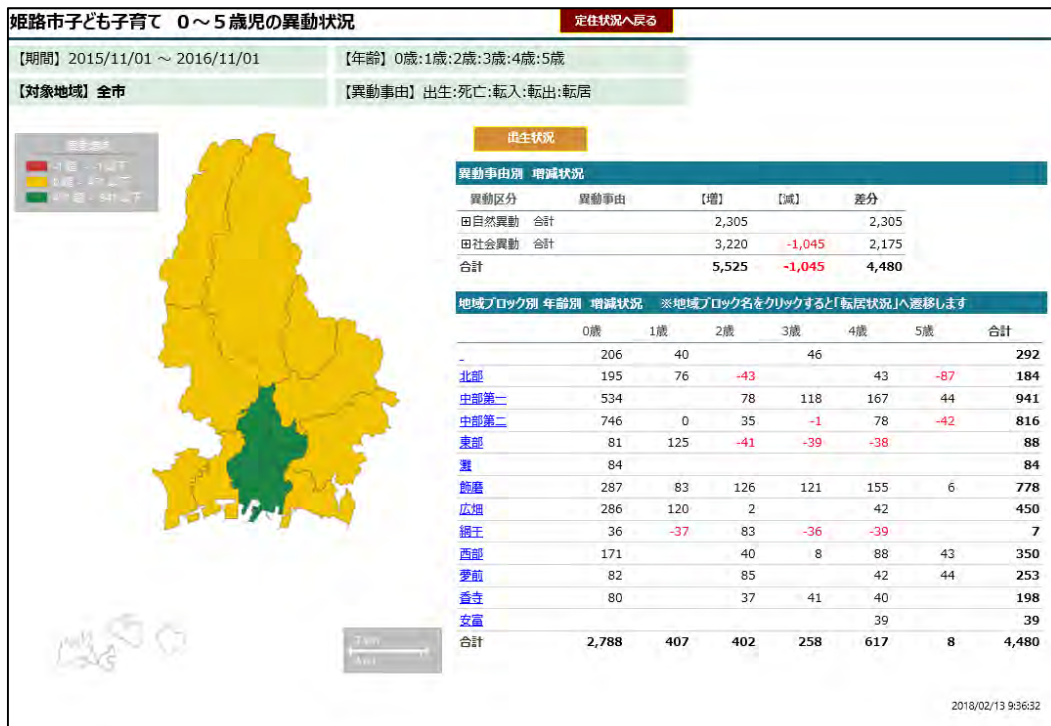 姫路市子ども子育て　0～5歳児の異動状況
定住状況へ戻る
【期間】2015/11/01 ～ 2016/11/01
【年齢】0歳:1歳:2歳:3歳:4歳:5歳
【対象地域】全市
【異動事由】出生:死亡:転入:転出:転居
出生状況
異動事由別　増減状況
異動区分 異動事由 【増】 【減】 差分
田自然異動 合計 2,305 2,305
田社会異動 合計 3,220 -1,045 2,175
合計 5,525 -1,045 4,480
地域ブロック別 年齢別　増減状況　※地域ブロック名をクリックすると「転居状況」へ遷移します
0歳 1歳 2歳 3歳 4歳 5歳 合計
- 206 40 46 292
北部 195 76 -43 43 -87 184
中部第一 534 78 118 167 44 941
中部第二 746 0 35 -1 78 -42 816
東部 81 125 -41 -39 -38 88
灘 84 84
飾磨 287 83 126 121 155 6 778
広畑 286 120 2 42 450
網干 36 -37 83 -36 -39 7
西部 171 40 8 88 43 350
夢前 82 85 42 44 253
香寺 80 37 41 40 198
安富 39 39
合計 2,788 407 402 258 617 8 4,480
2018/02/13 9:36:32